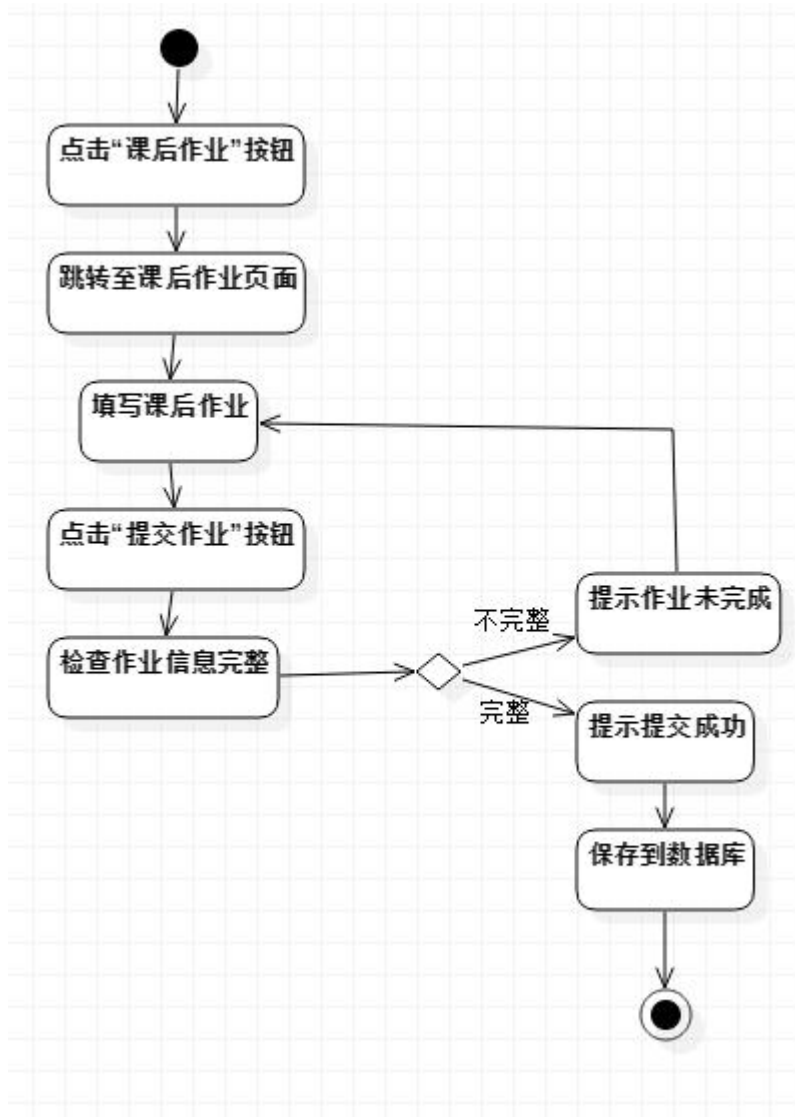 点击“课后作业”按钮
跳转至课后作业页面
填写课后作业
点击“提交作业”按钮
检查作业信息完整
不完整
提示作业未完成
完整
提示提交成功
保存到数据库